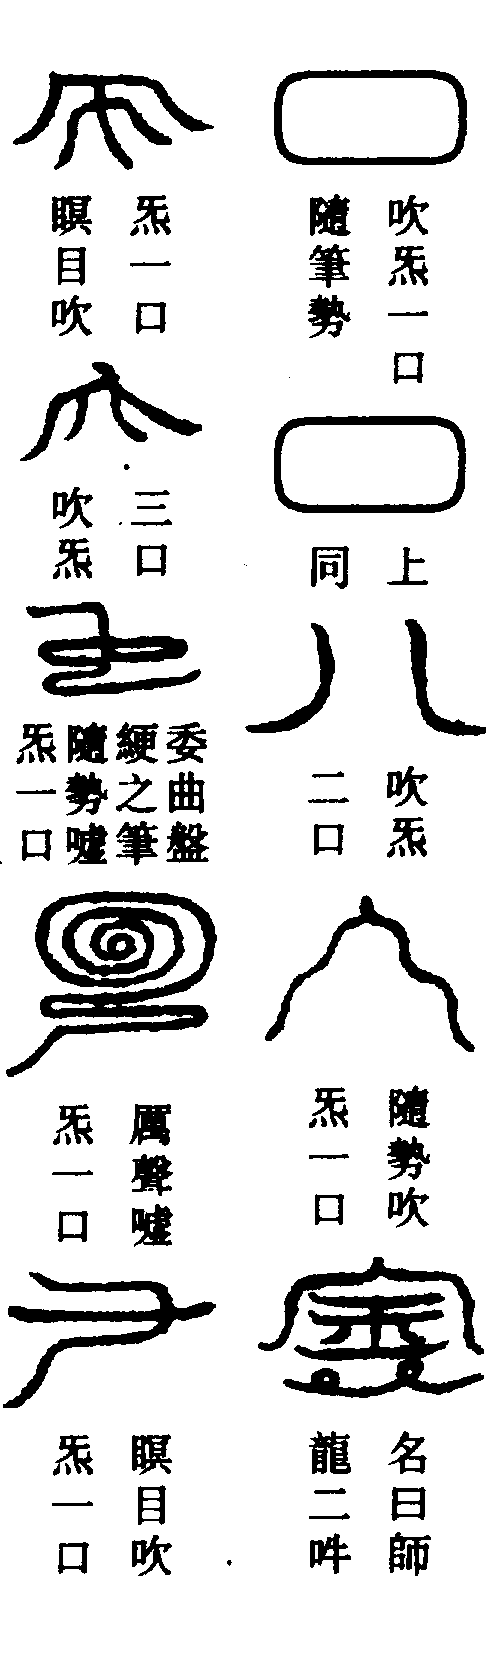 吹炁一口
隨筆勢
上
同
吹炁
二口
隨勢吹
炁一口
名曰師
龍二吽
炁一口
瞑目吹
三口
吹炁
委曲盤
綆之筆
隨勢噓
炁一口
厲聲噓
炁一口
瞑目吹
炁一口